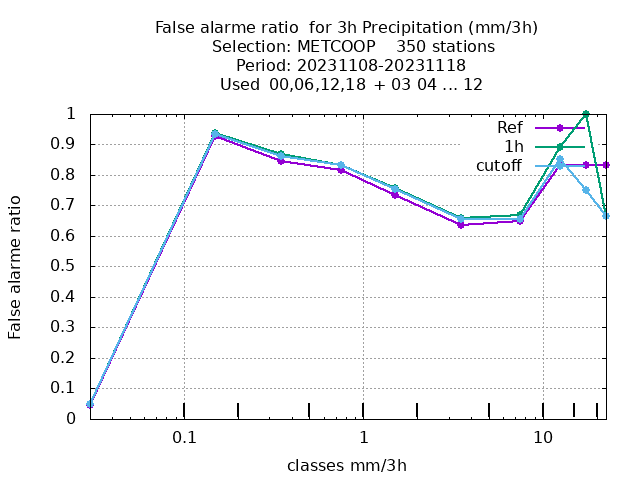 False alarme ratio  for 3h Precipitation (mm/3h)
Selection: METCOOP    350 stations
Period: 20231108-20231118
Used  00,06,12,18  + 03 04 ... 12
Ref
1h
cutoff
1
0.9
0.8
0.7
0.6
0.5
0.4
0.3
0.2
0.1
0
False alarme ratio
0.1 1 10
classes mm/3h